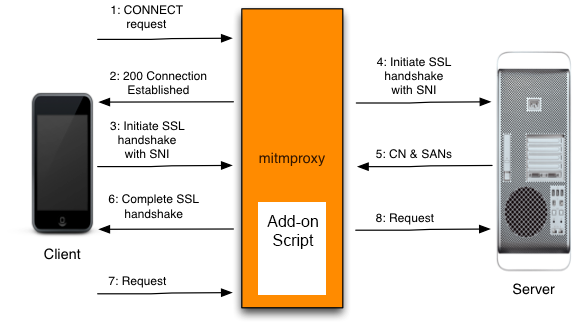 1: CONNECT
request
2: 200 Connection
Established
3: Initiate SSL
handshake
with SNI
4: Initiate SSL
handshake
with SNI
mitmproxy
5: CN & SANs
6: Complete SSL
handshake
Add-on
Script
8: Request
Client
7: Request
Server